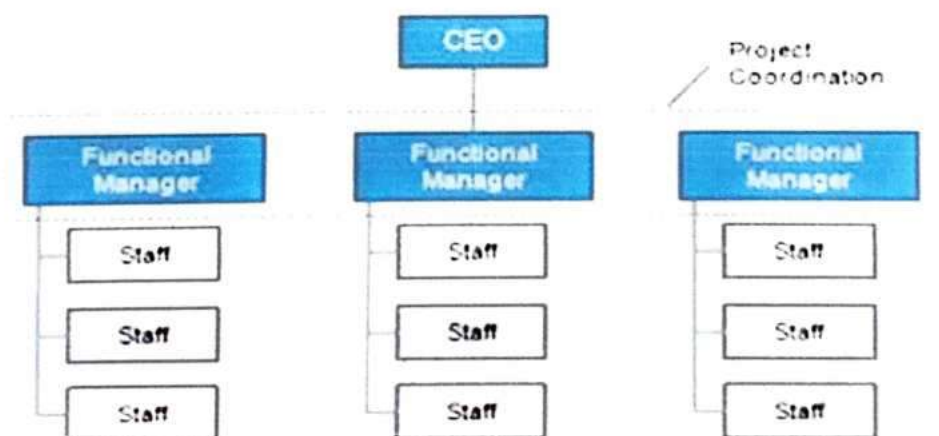 CEO
Project
Coordination
Functional
Manager
Functional
Manager
Functional
Manager
Staff
Staff
Staff
Staff
Staff
Staff
Staff
Staff
Staff